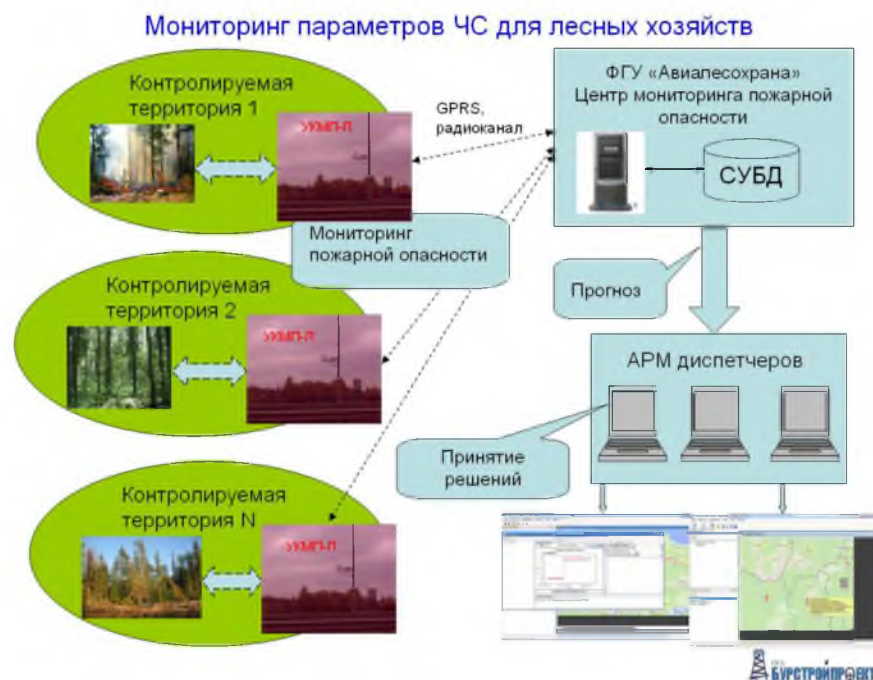 Мониторинг параметров ЧС для лесных хозяйств
Контролируемая
территория 1
УКМП-Л
GPRS,
радиоканал
ФГУ «Авиалесохрана»
Центр мониторинга пожарной
опасности
СУБД
Мониторинг
пожарной опасности
Контролируемая
территория 2
УКМП-Л
Прогноз
АРМ диспетчеров
Принятие
решений
Контролируемая
территория N
УКМП-Л
БУРСТРОЙПРОЕКТ